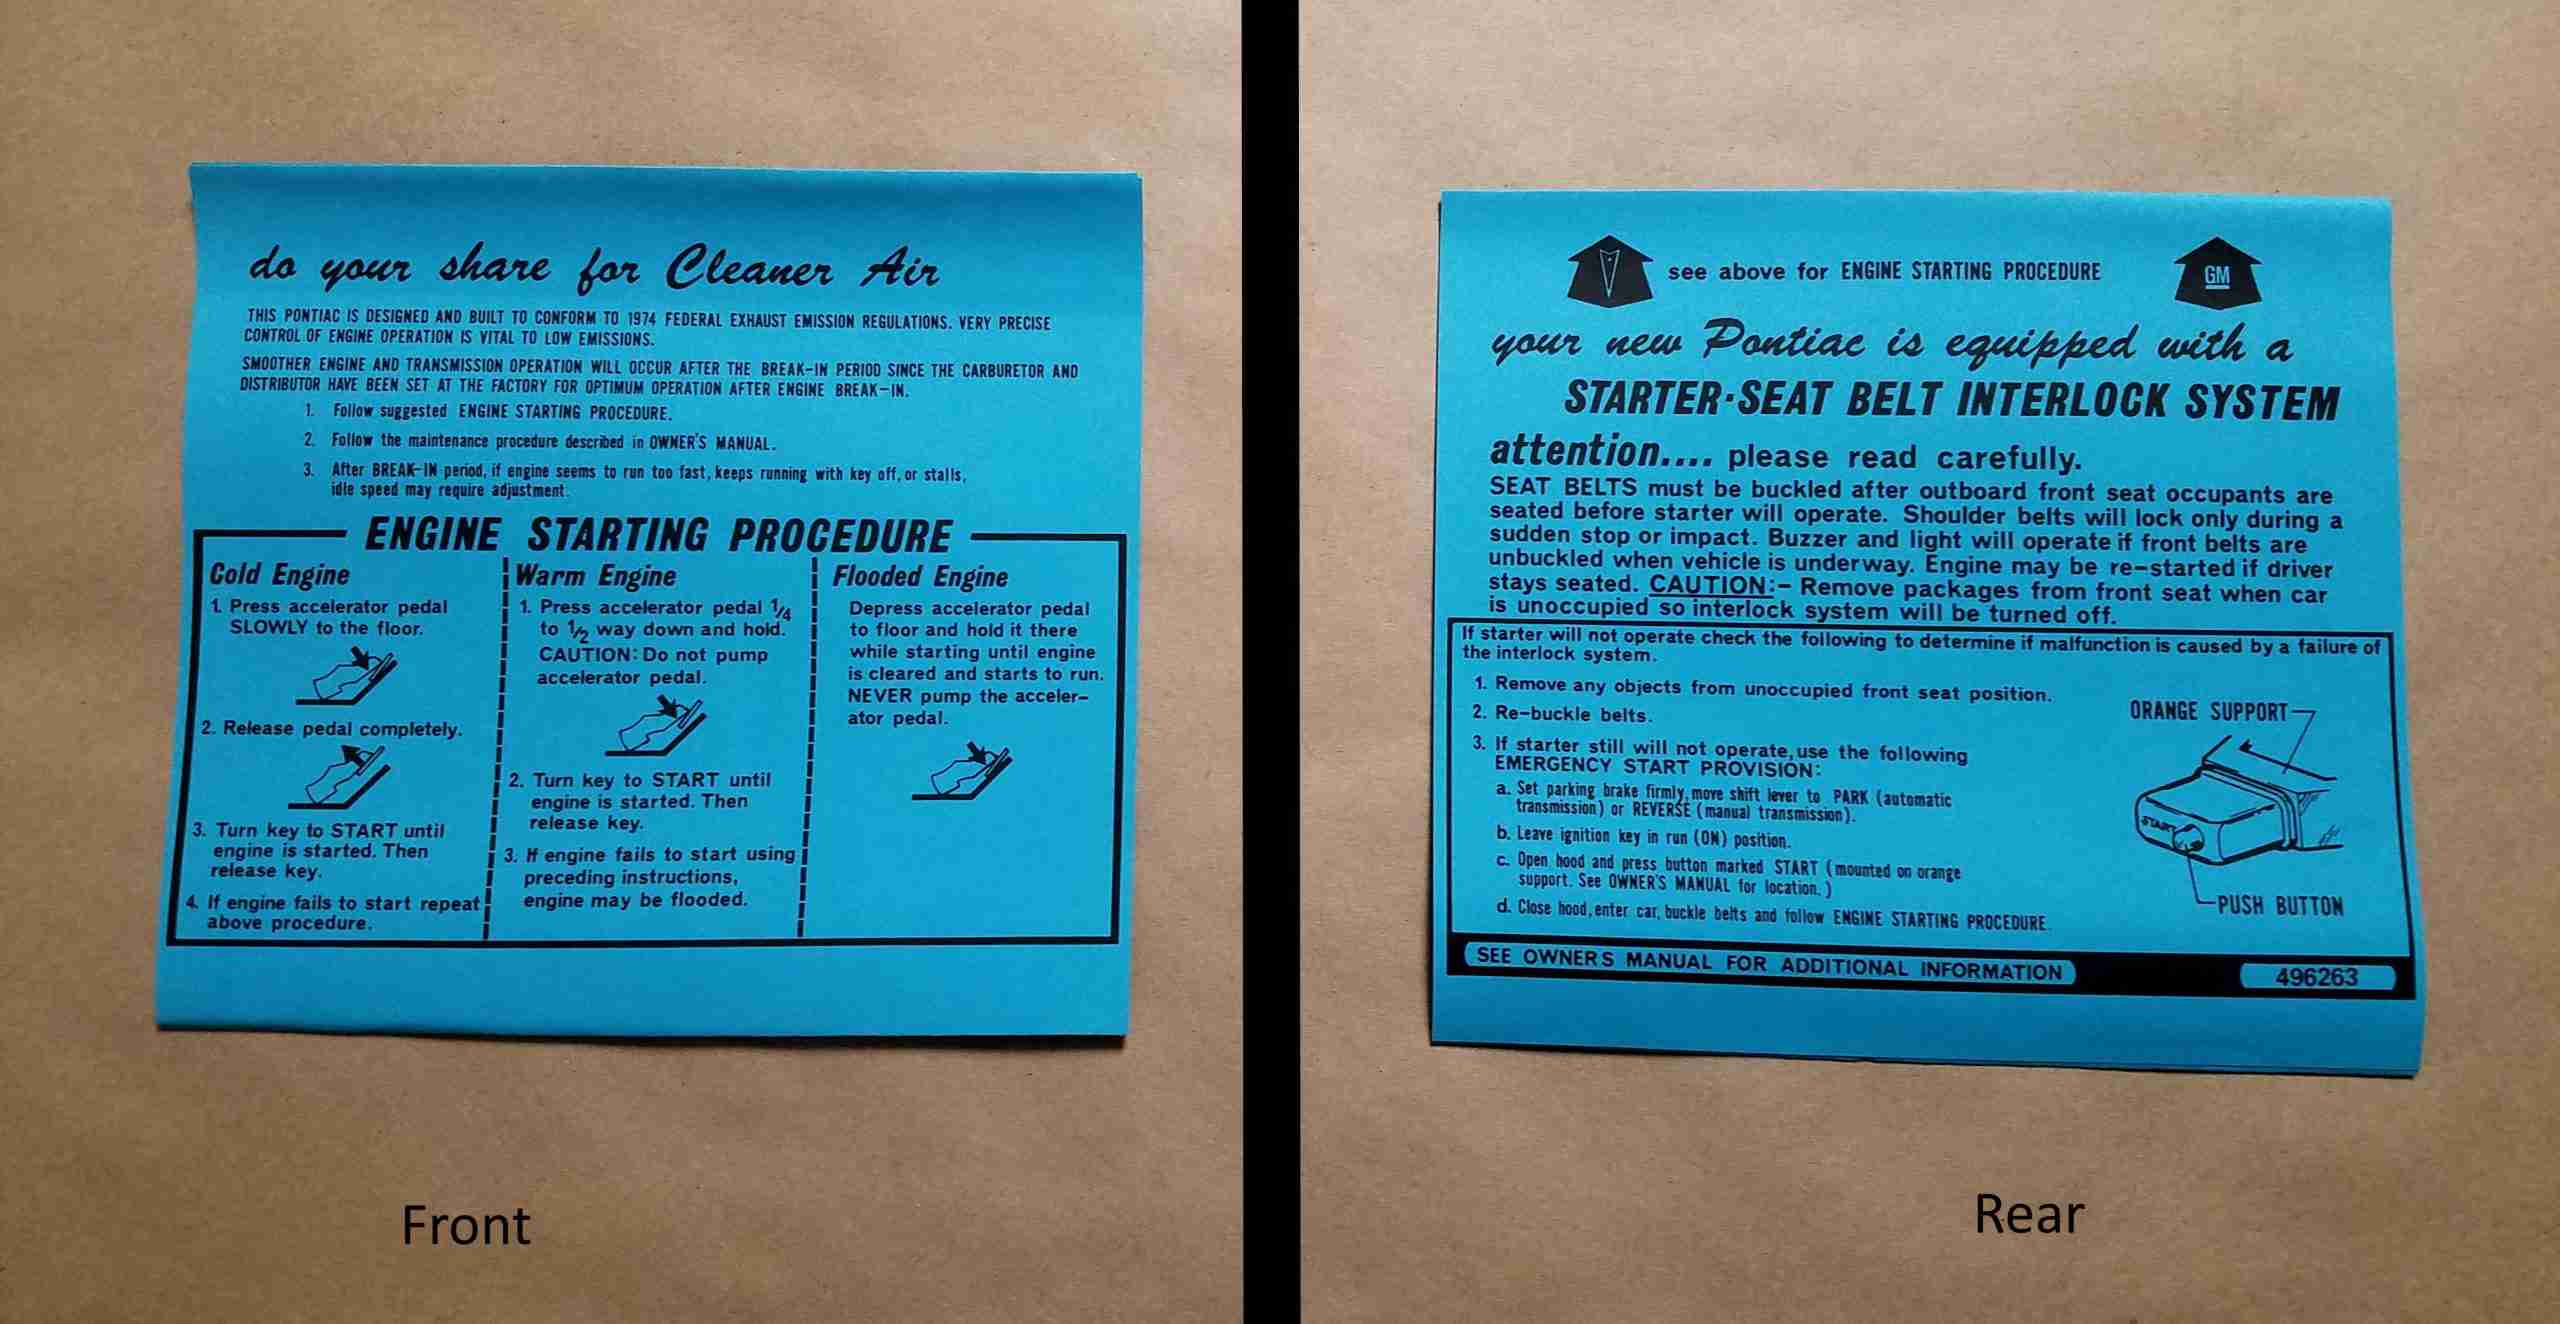 do your share for Cleaner Air
THIS PONTIAC IS DESIGNED AND BUILT TO CONFORM TO 1974 FEDERAL EXHAUST EMISSION REGULATIONS. VERY PRECISE
CONTROL OF ENGINE OPERATION IS VITAL TO LOW EMISSIONS.
SMOOTHER ENGINE AND TRANSMISSION OPERATION WILL OCCUR AFTER THE BREAK-IN PERIOD SINCE THE CARBURETOR AND
DISTRIBUTOR HAVE BEEN SET AT THE FACTORY FOR OPTIMUM OPERATION AFTER ENGINE BREAK-IN.
1. Follow suggested ENGINE STARTING PROCEDURE.
2. Follow the maintenance procedure described in OWNER'S MANUAL.
3. After BREAK-IN period, if engine seems to run too fast, keeps running with key off, or stalls,
idle speed may require adjustment.
ENGINE STARTING PROCEDURE
Cold Engine
1. Press accelerator pedal
SLOWLY to the floor.
2. Release pedal completely.
3. Turn key to START until
engine is started. Then
release key.
4. If engine fails to start repeat
above procedure.
Warm Engine
1. Press accelerator pedal 1/4
to 1/2 way down and hold.
CAUTION: Do not pump
accelerator pedal.
2. Turn key to START until
engine is started. Then
release key.
3. If engine fails to start using
preceding instructions,
engine may be flooded.
Flooded Engine
Depress accelerator pedal
to floor and hold it there
while starting until engine
is cleared and starts to run.
NEVER pump the acceler-
ator pedal.
Front
see above for ENGINE STARTING PROCEDURE
GM
your new Pontiac is equipped with a
STARTER-SEAT BELT INTERLOCK SYSTEM
attention.... please read carefully.
SEAT BELTS must be buckled after outboard front seat occupants are
seated before starter will operate. Shoulder belts will lock only during a
sudden stop or impact. Buzzer and light will operate if front belts are
unbuckled when vehicle is underway. Engine may be re-started if driver
stays seated. CAUTION:- Remove packages from front seat when car
is unoccupied so interlock system will be turned off.
If starter will not operate check the following to determine if malfunction is caused by a failure of
the interlock system.
1. Remove any objects from unoccupied front seat position.
2. Re-buckle belts.
3. If starter still will not operate, use the following
EMERGENCY START PROVISION:
a. Set parking brake firmly, move shift lever to PARK (automatic
transmission) or REVERSE (manual transmission).
b. Leave ignition key in run (ON) position.
c. Open hood and press button marked START (mounted on orange
support. See OWNER'S MANUAL for location.)
d. Close hood, enter car, buckle belts and follow ENGINE STARTING PROCEDURE.
ORANGE SUPPORT
START
PUSH BUTTON
SEE OWNERS MANUAL FOR ADDITIONAL INFORMATION
496263
Rear